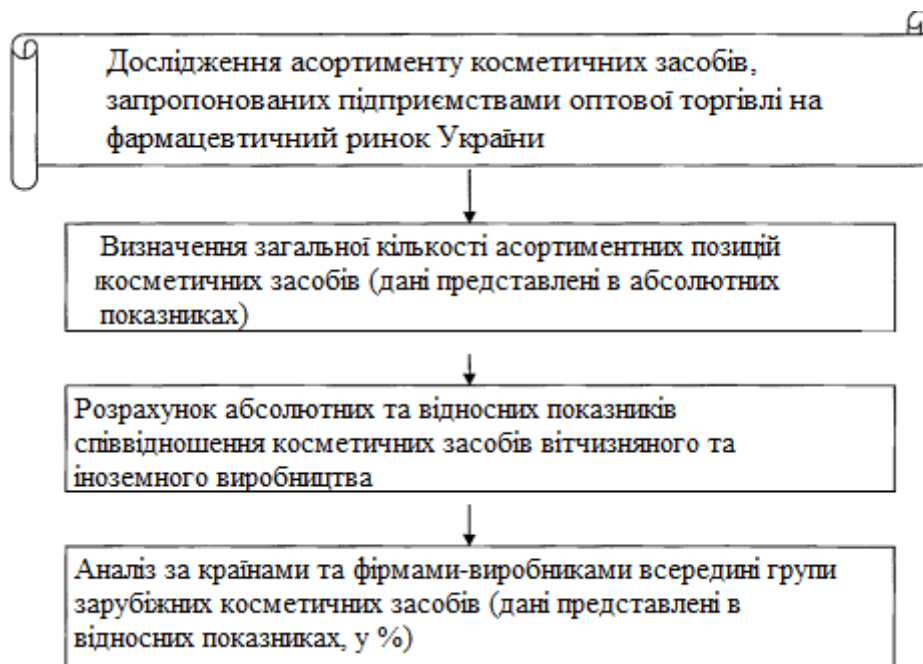 Дослідження асортименту косметичних засобів,
запропонованих підприємствами оптової торгівлі на
фармацевтичний ринок України
Визначення загальної кількості асортиментних позицій
косметичних засобів (дані представлені в абсолютних
показниках)
Розрахунок абсолютних та відносних показників
співвідношення косметичних засобів вітчизняного та
іноземного виробництва
Аналіз за країнами та фірмами-виробниками всередині групи
зарубіжних косметичних засобів (дані представлені в
відносних показниках, у %)